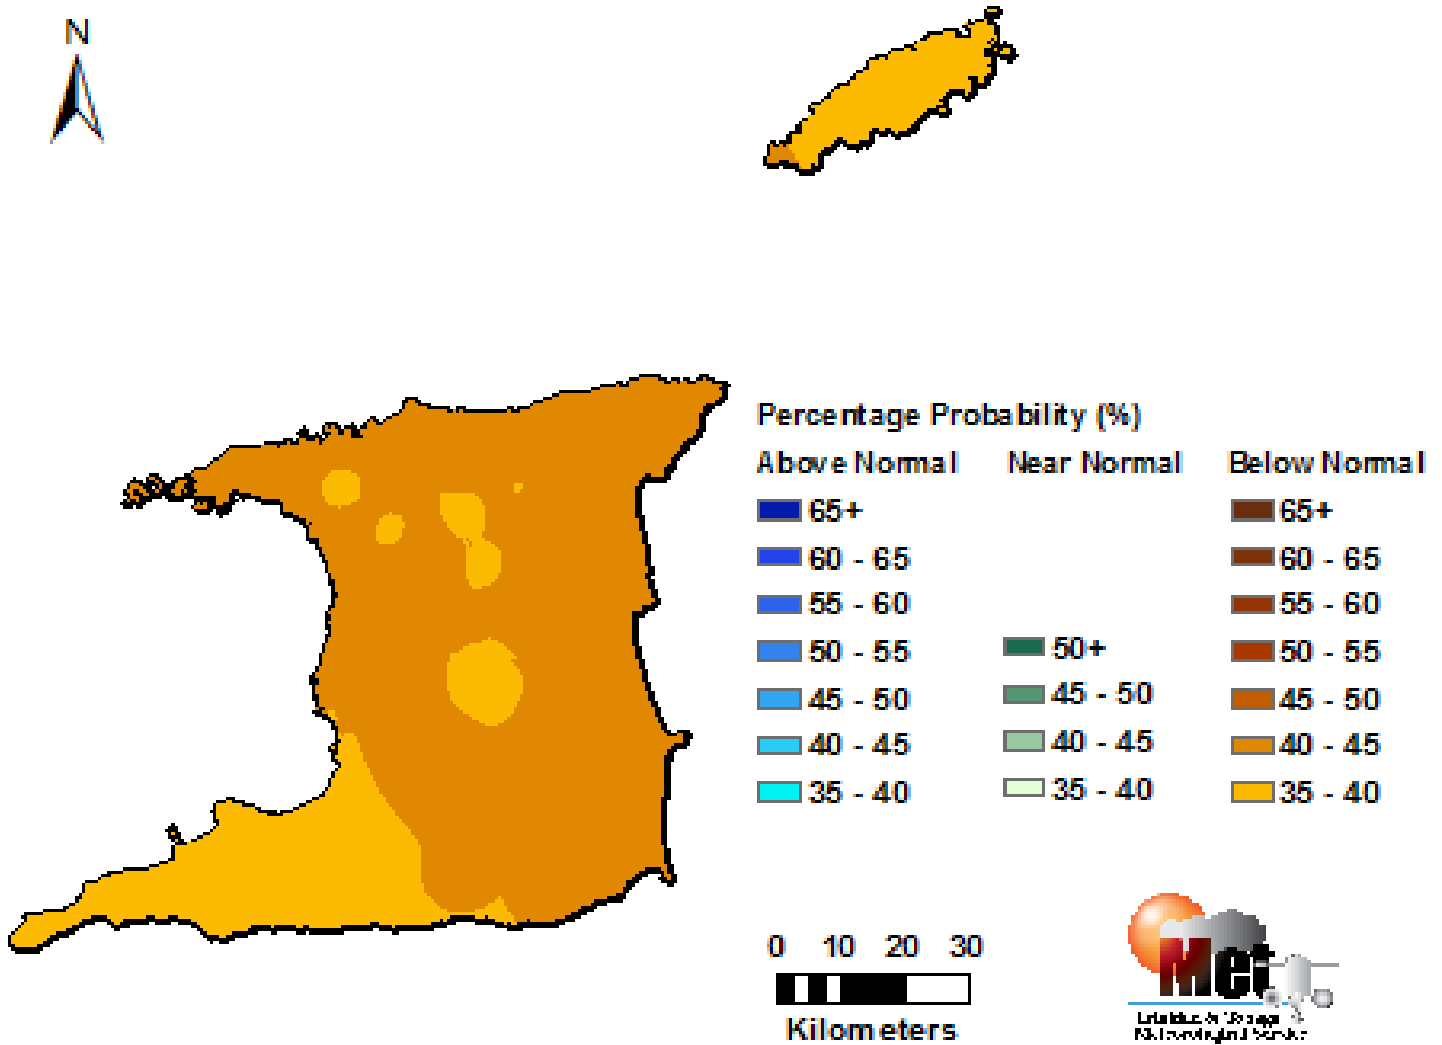 N
Percentage Probability (%)
Above Normal Near Normal Below Normal
65+ 65+
60 - 65 60 - 65
55 - 60 55 - 60
50 - 55 50+ 50 - 55
45 - 50 45 - 50 45 - 50
40 - 45 40 - 45 40 - 45
35 - 40 35 - 40 35 - 40
0 10 20 30
Kilometers
Met
Meteorological Service